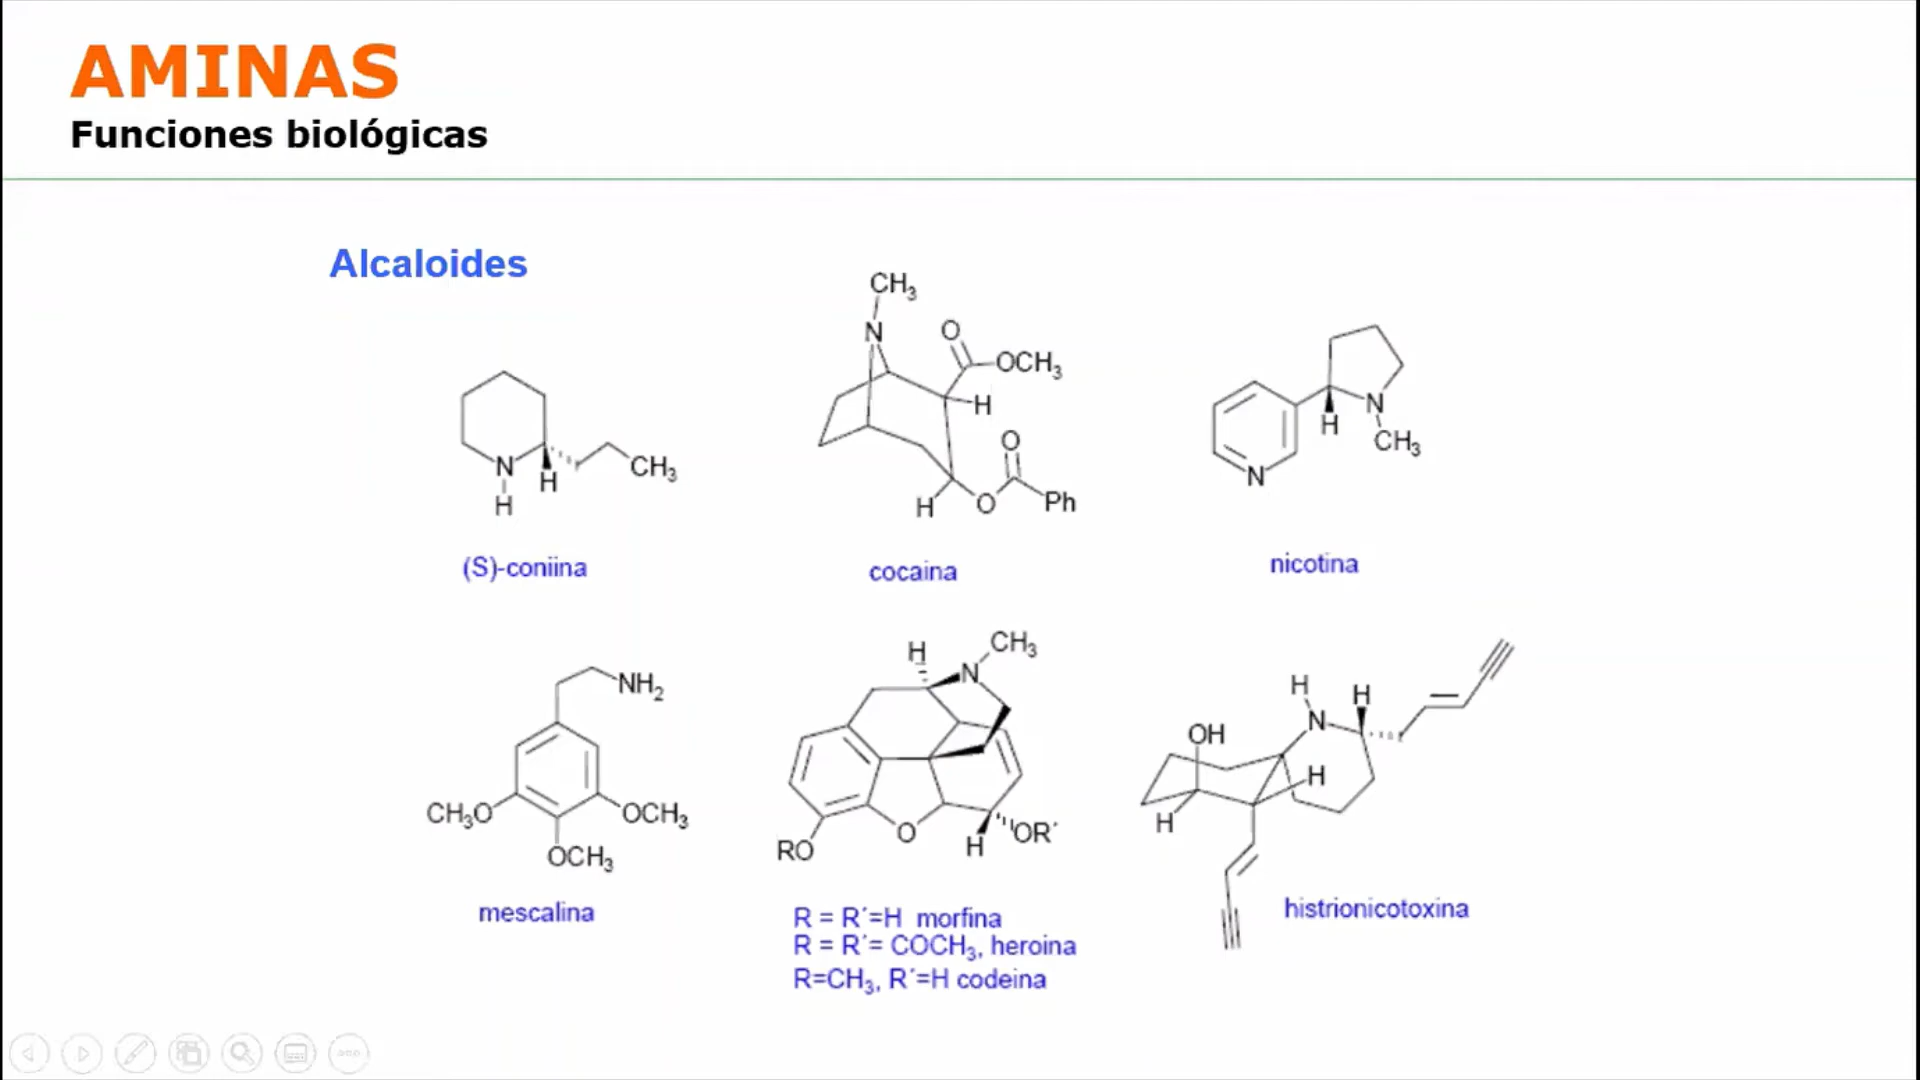 AMINAS
Funciones biológicas
Alcaloides
CH₃
N
O
OCH₃
H
O
H
O
Ph
N
H
H
CH₃
H
N
CH₃
N
(S)-coniina
cocaina
nicotina
NH₂
CH₃O
OCH₃
OCH₃
H
CH₃
N
O
RO
H
OR´
H
H
N
OH
H
H
mescalina
R = R´=H morfina
R = R´= COCH₃, heroina
R=CH₃, R´=H codeina
histrionicotoxina